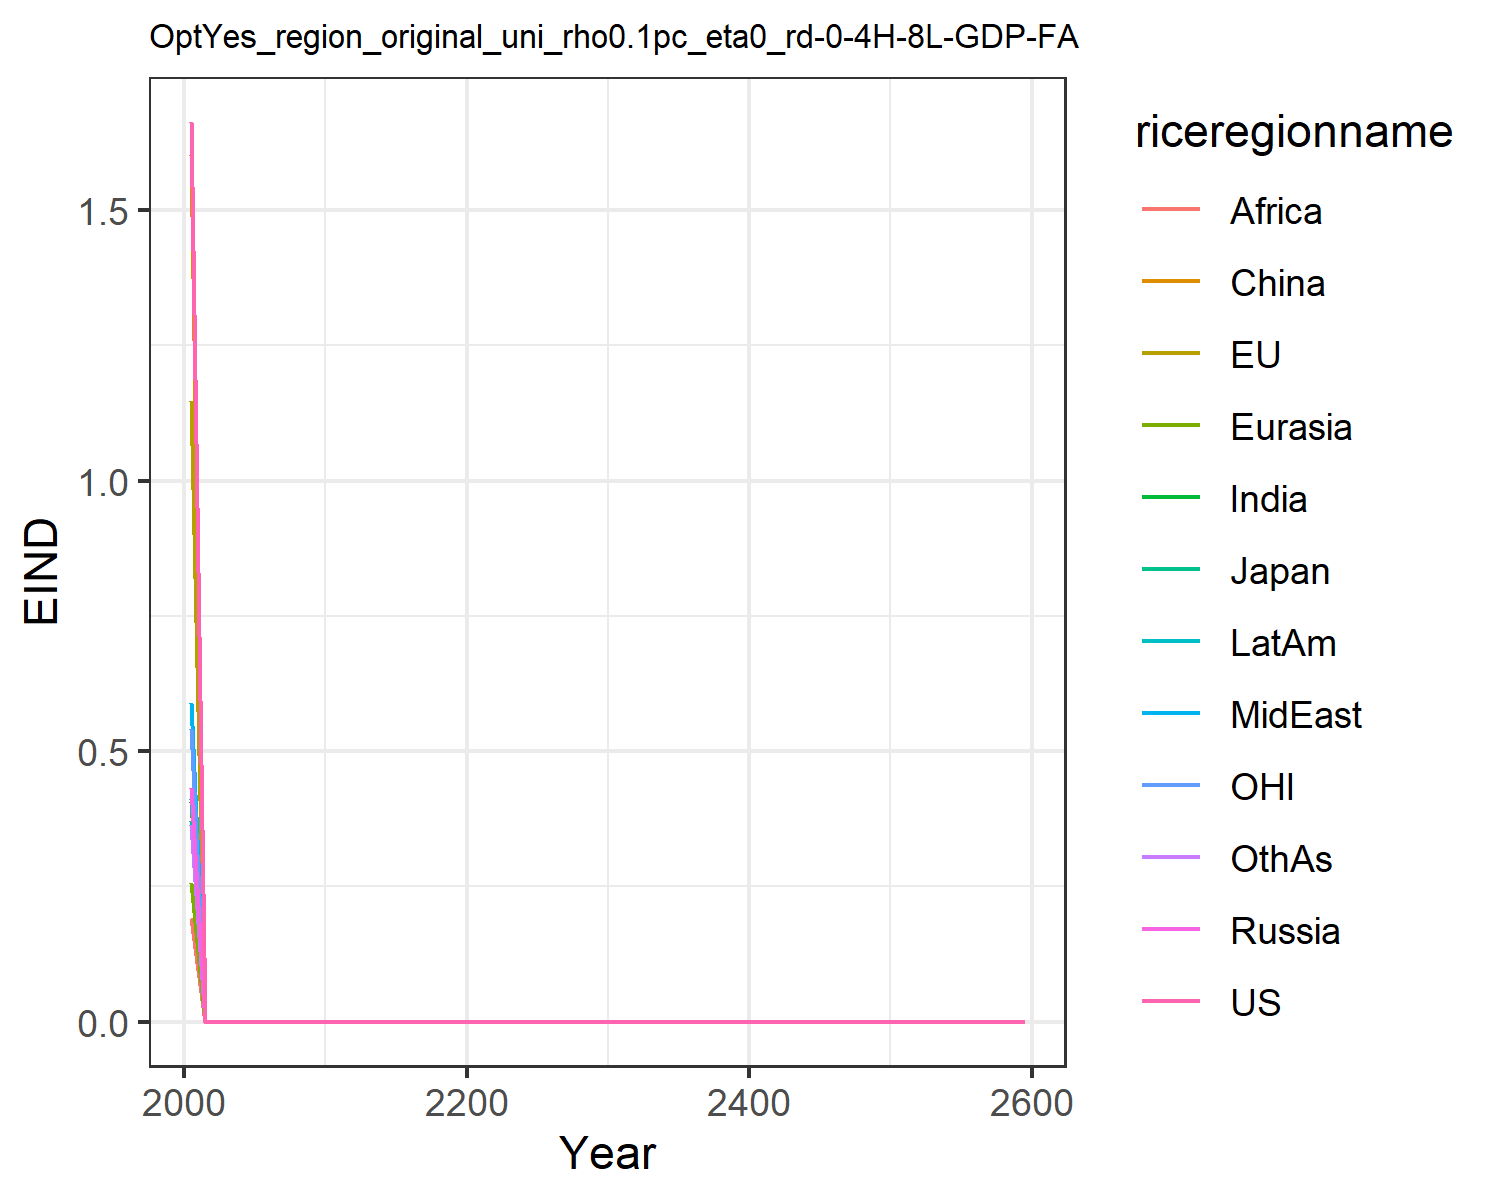 OptYes_region_original_uni_rho0.1pc_eta0_rd-0-4H-8L-GDP-FA
riceregionname
Africa
China
EU
Eurasia
India
Japan
LatAm
MidEast
OHI
OthAs
Russia
US
EIND
1.5
1.0
0.5
0.0
2000 2200 2400 2600
Year